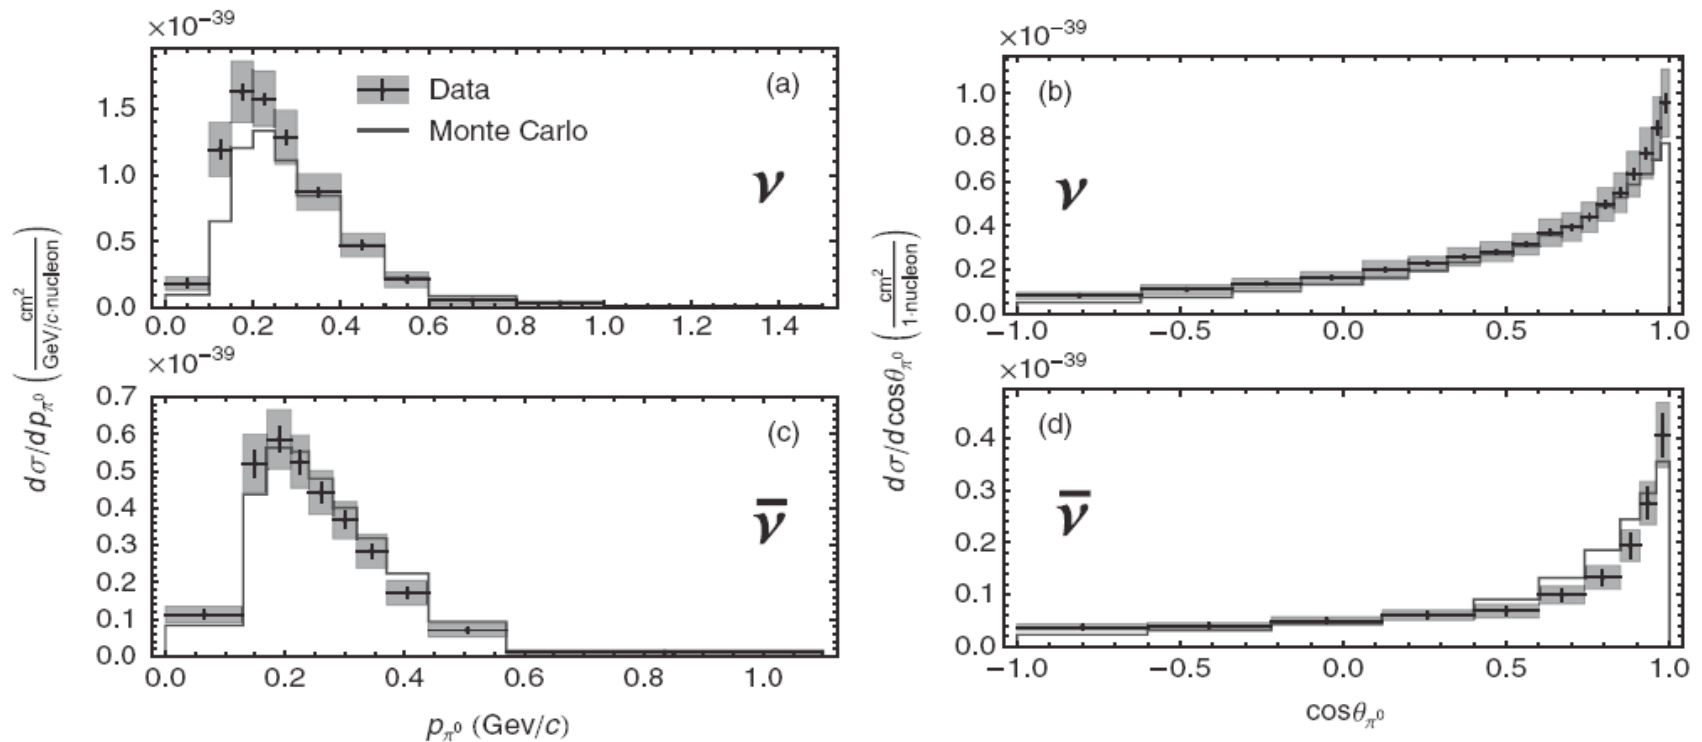 ×10⁻³⁹
1.5
1.0
0.5
0.0
0.0 0.2 0.4 0.6 0.8 1.0 1.2 1.4
Data
Monte Carlo
(a)
ν
×10⁻³⁹
1.0
0.8
0.6
0.4
0.2
0.0
-1.0 -0.5 0.0 0.5 1.0
(b)
ν
×10⁻³⁹
0.7
0.6
0.5
0.4
0.3
0.2
0.1
0.0
0.0 0.2 0.4 0.6 0.8 1.0
(c)
ν̅
dσ/dp_π⁰ (cm²/GeV/c·nucleon)
p_π⁰ (Gev/c)
×10⁻³⁹
0.4
0.3
0.2
0.1
0.0
-1.0 -0.5 0.0 0.5 1.0
(d)
ν̅
dσ/dcosθ_π⁰ (cm²/1·nucleon)
cosθ_π⁰